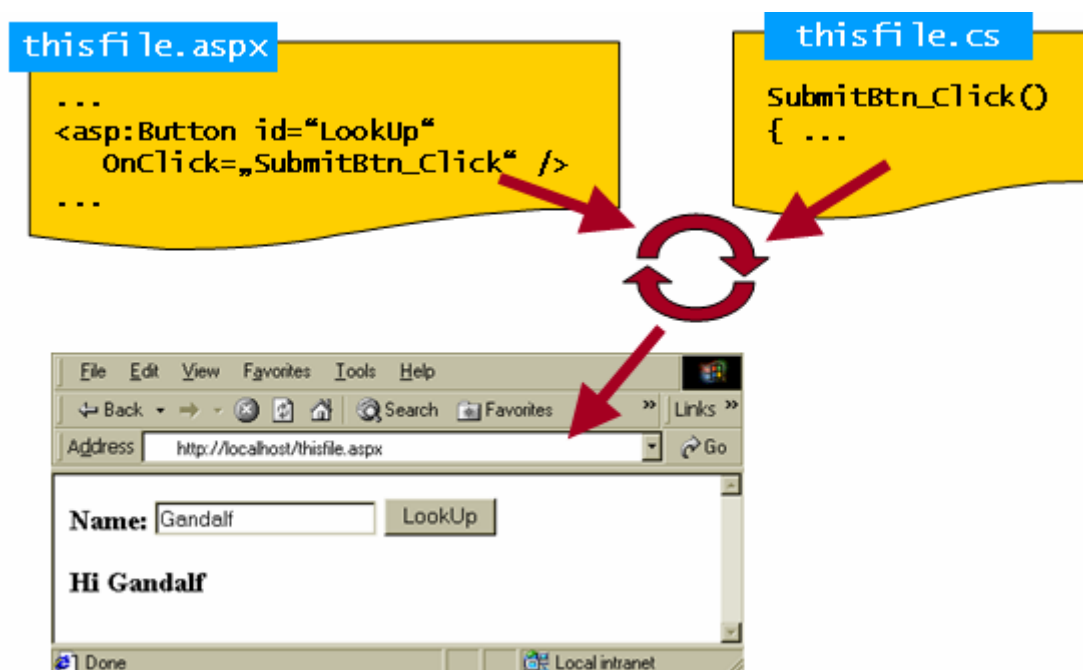 thisfile.aspx
...
<asp:Button id=“LookUp“
OnClick=„SubmitBtn_Click“ />
...
thisfile.cs
SubmitBtn_Click()
{ ...
File Edit View Favorites Tools Help
Back Search Favorites » Links »
Address http://localhost/thisfile.aspx Go
Name: Gandalf LookUp
Hi Gandalf
Done Local intranet